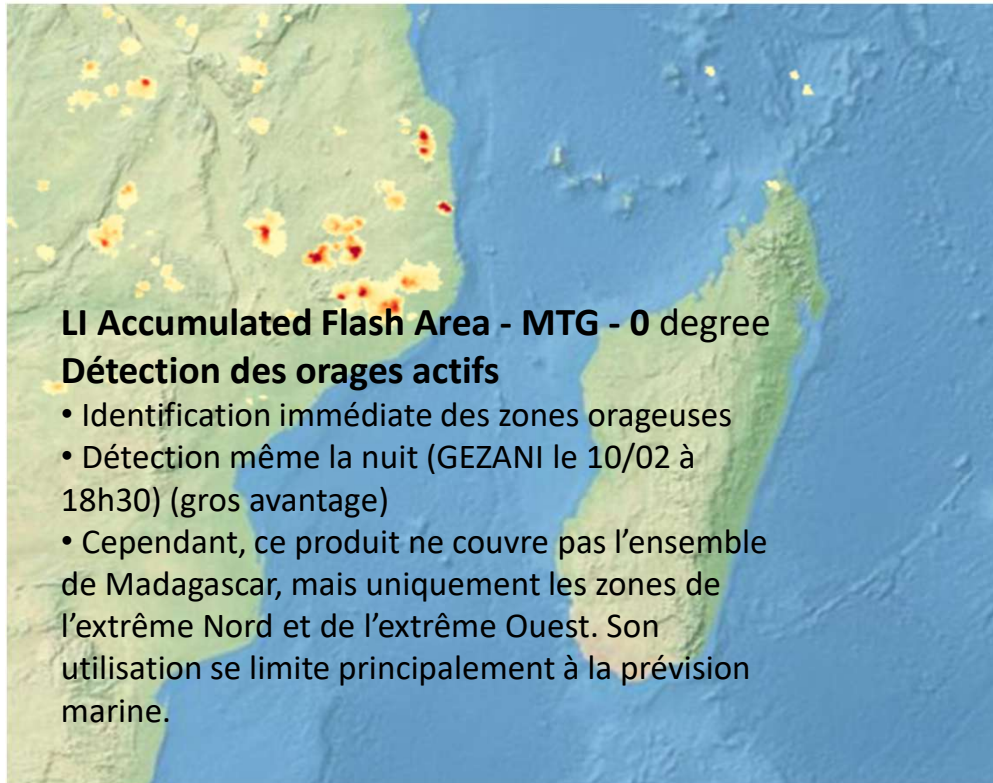 LI Accumulated Flash Area - MTG - 0 degree
Détection des orages actifs
• Identification immédiate des zones orageuses
• Détection même la nuit (GEZANI le 10/02 à
18h30) (gros avantage)
• Cependant, ce produit ne couvre pas l’ensemble
de Madagascar, mais uniquement les zones de
l’extrême Nord et de l’extrême Ouest. Son
utilisation se limite principalement à la prévision
marine.